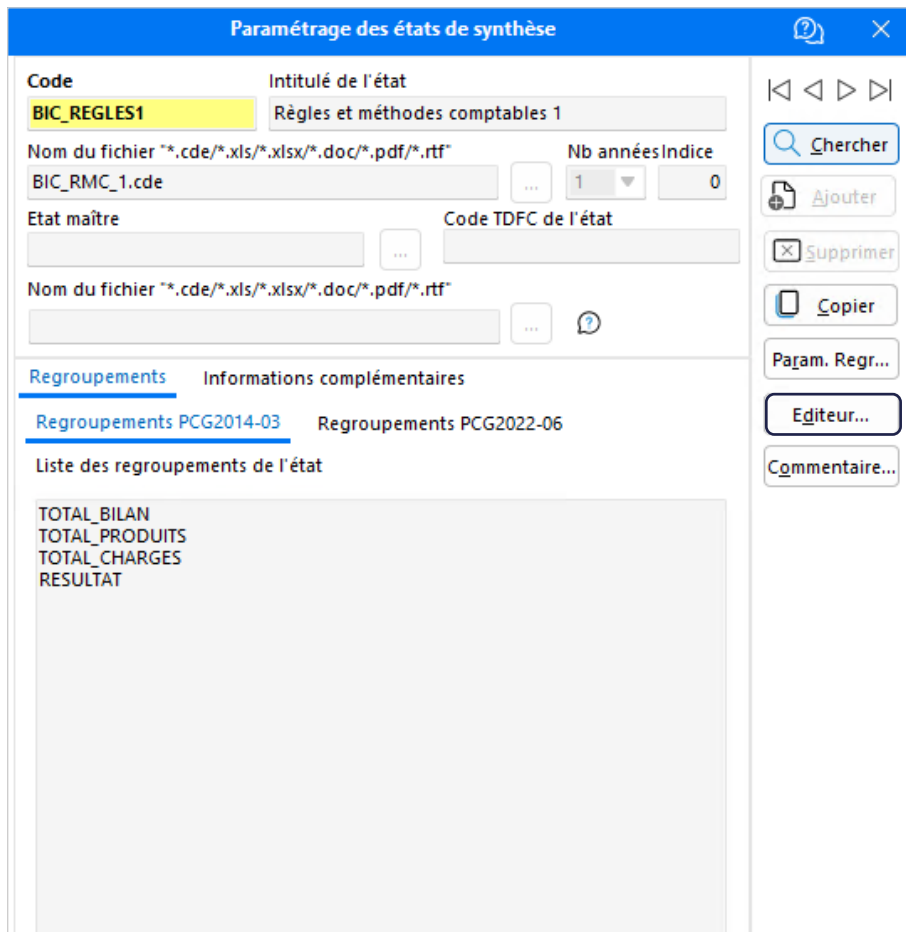 Paramétrage des états de synthèse
Code Intitulé de l'état
BIC_REGLES1 Règles et méthodes comptables 1
Nom du fichier "*.cde/*.xls/*.xlsx/*.doc/*.pdf/*.rtf" Nb années Indice
BIC_RMC_1.cde ... 1 0
Etat maître Code TDFC de l'état
...
Nom du fichier "*.cde/*.xls/*.xlsx/*.doc/*.pdf/*.rtf"
...
Regroupements Informations complémentaires
Regroupements PCG2014-03 Regroupements PCG2022-06
Liste des regroupements de l'état
TOTAL_BILAN
TOTAL_PRODUITS
TOTAL_CHARGES
RESULTAT
Chercher
Ajouter
Supprimer
Copier
Param. Regr...
Editeur...
Commentaire...